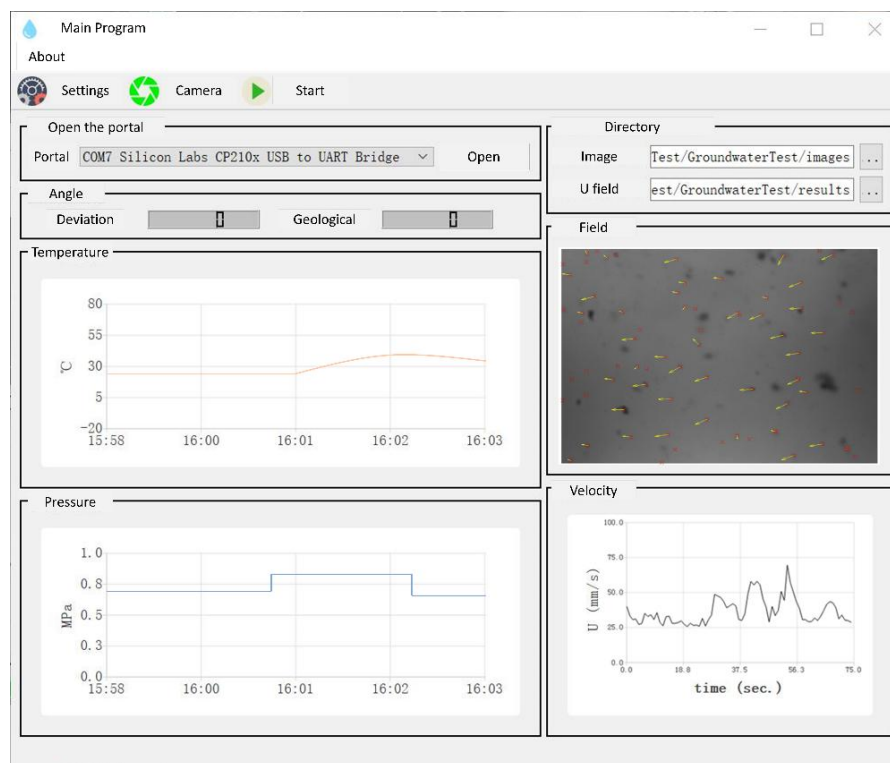 Main Program
About
Settings Camera Start
Open the portal
Portal COM7 Silicon Labs CP210x USB to UART Bridge Open
Angle
Deviation 0 Geological 0
Temperature
80
55
30
5
-20
℃
15:58 16:00 16:01 16:02 16:03
Pressure
1.0
0.8
0.5
0.3
0.0
MPa
15:58 16:00 16:01 16:02 16:03
Directory
Image Test/GroundwaterTest/images ..
U field est/GroundwaterTest/results ..
Field
Velocity
100.0
75.0
50.0
25.0
0.0
U (mm/s)
0.0 18.8 37.5 56.3 75.0
time (sec.)